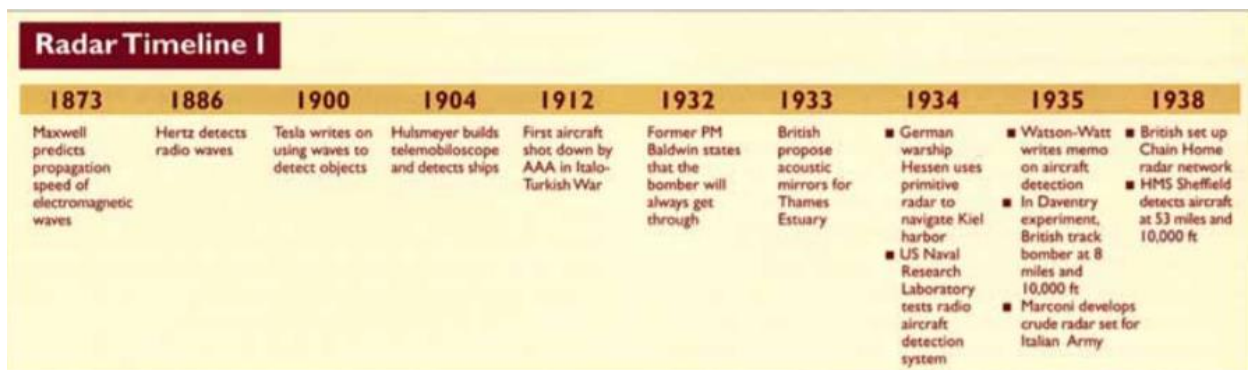 Radar Timeline I
1873
Maxwell
predicts
propagation
speed of
electromagnetic
waves
1886
Hertz detects
radio waves
1900
Tesla writes on
using waves to
detect objects
1904
Hulsmeyer builds
telemobiloscope
and detects ships
1912
First aircraft
shot down by
AAA in Italo-
Turkish War
1932
Former PM
Baldwin states
that the
bomber will
always get
through
1933
British
propose
acoustic
mirrors for
Thames
Estuary
1934
■ German
warship
Hessen uses
primitive
radar to
navigate Kiel
harbor
■ US Naval
Research
Laboratory
tests radio
aircraft
detection
system
1935
■ Watson-Watt
writes memo
on aircraft
detection
■ In Daventry
experiment,
British track
bomber at 8
miles and
10,000 ft
■ Marconi develops
crude radar set for
Italian Army
1938
■ British set up
Chain Home
radar network
■ HMS Sheffield
detects aircraft
at 53 miles and
10,000 ft